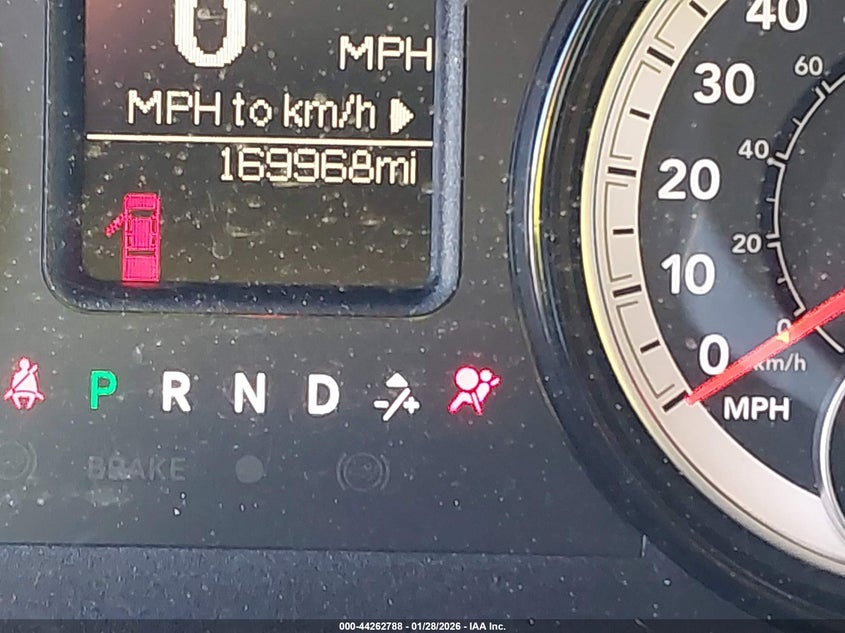 0 MPH
MPH to km/h
169968mi
40
30
20
10
0
MPH
60
40
20
0
km/h
P R N D - +
BRAKE
000-44262788 - 01/28/2026 - IAA Inc.